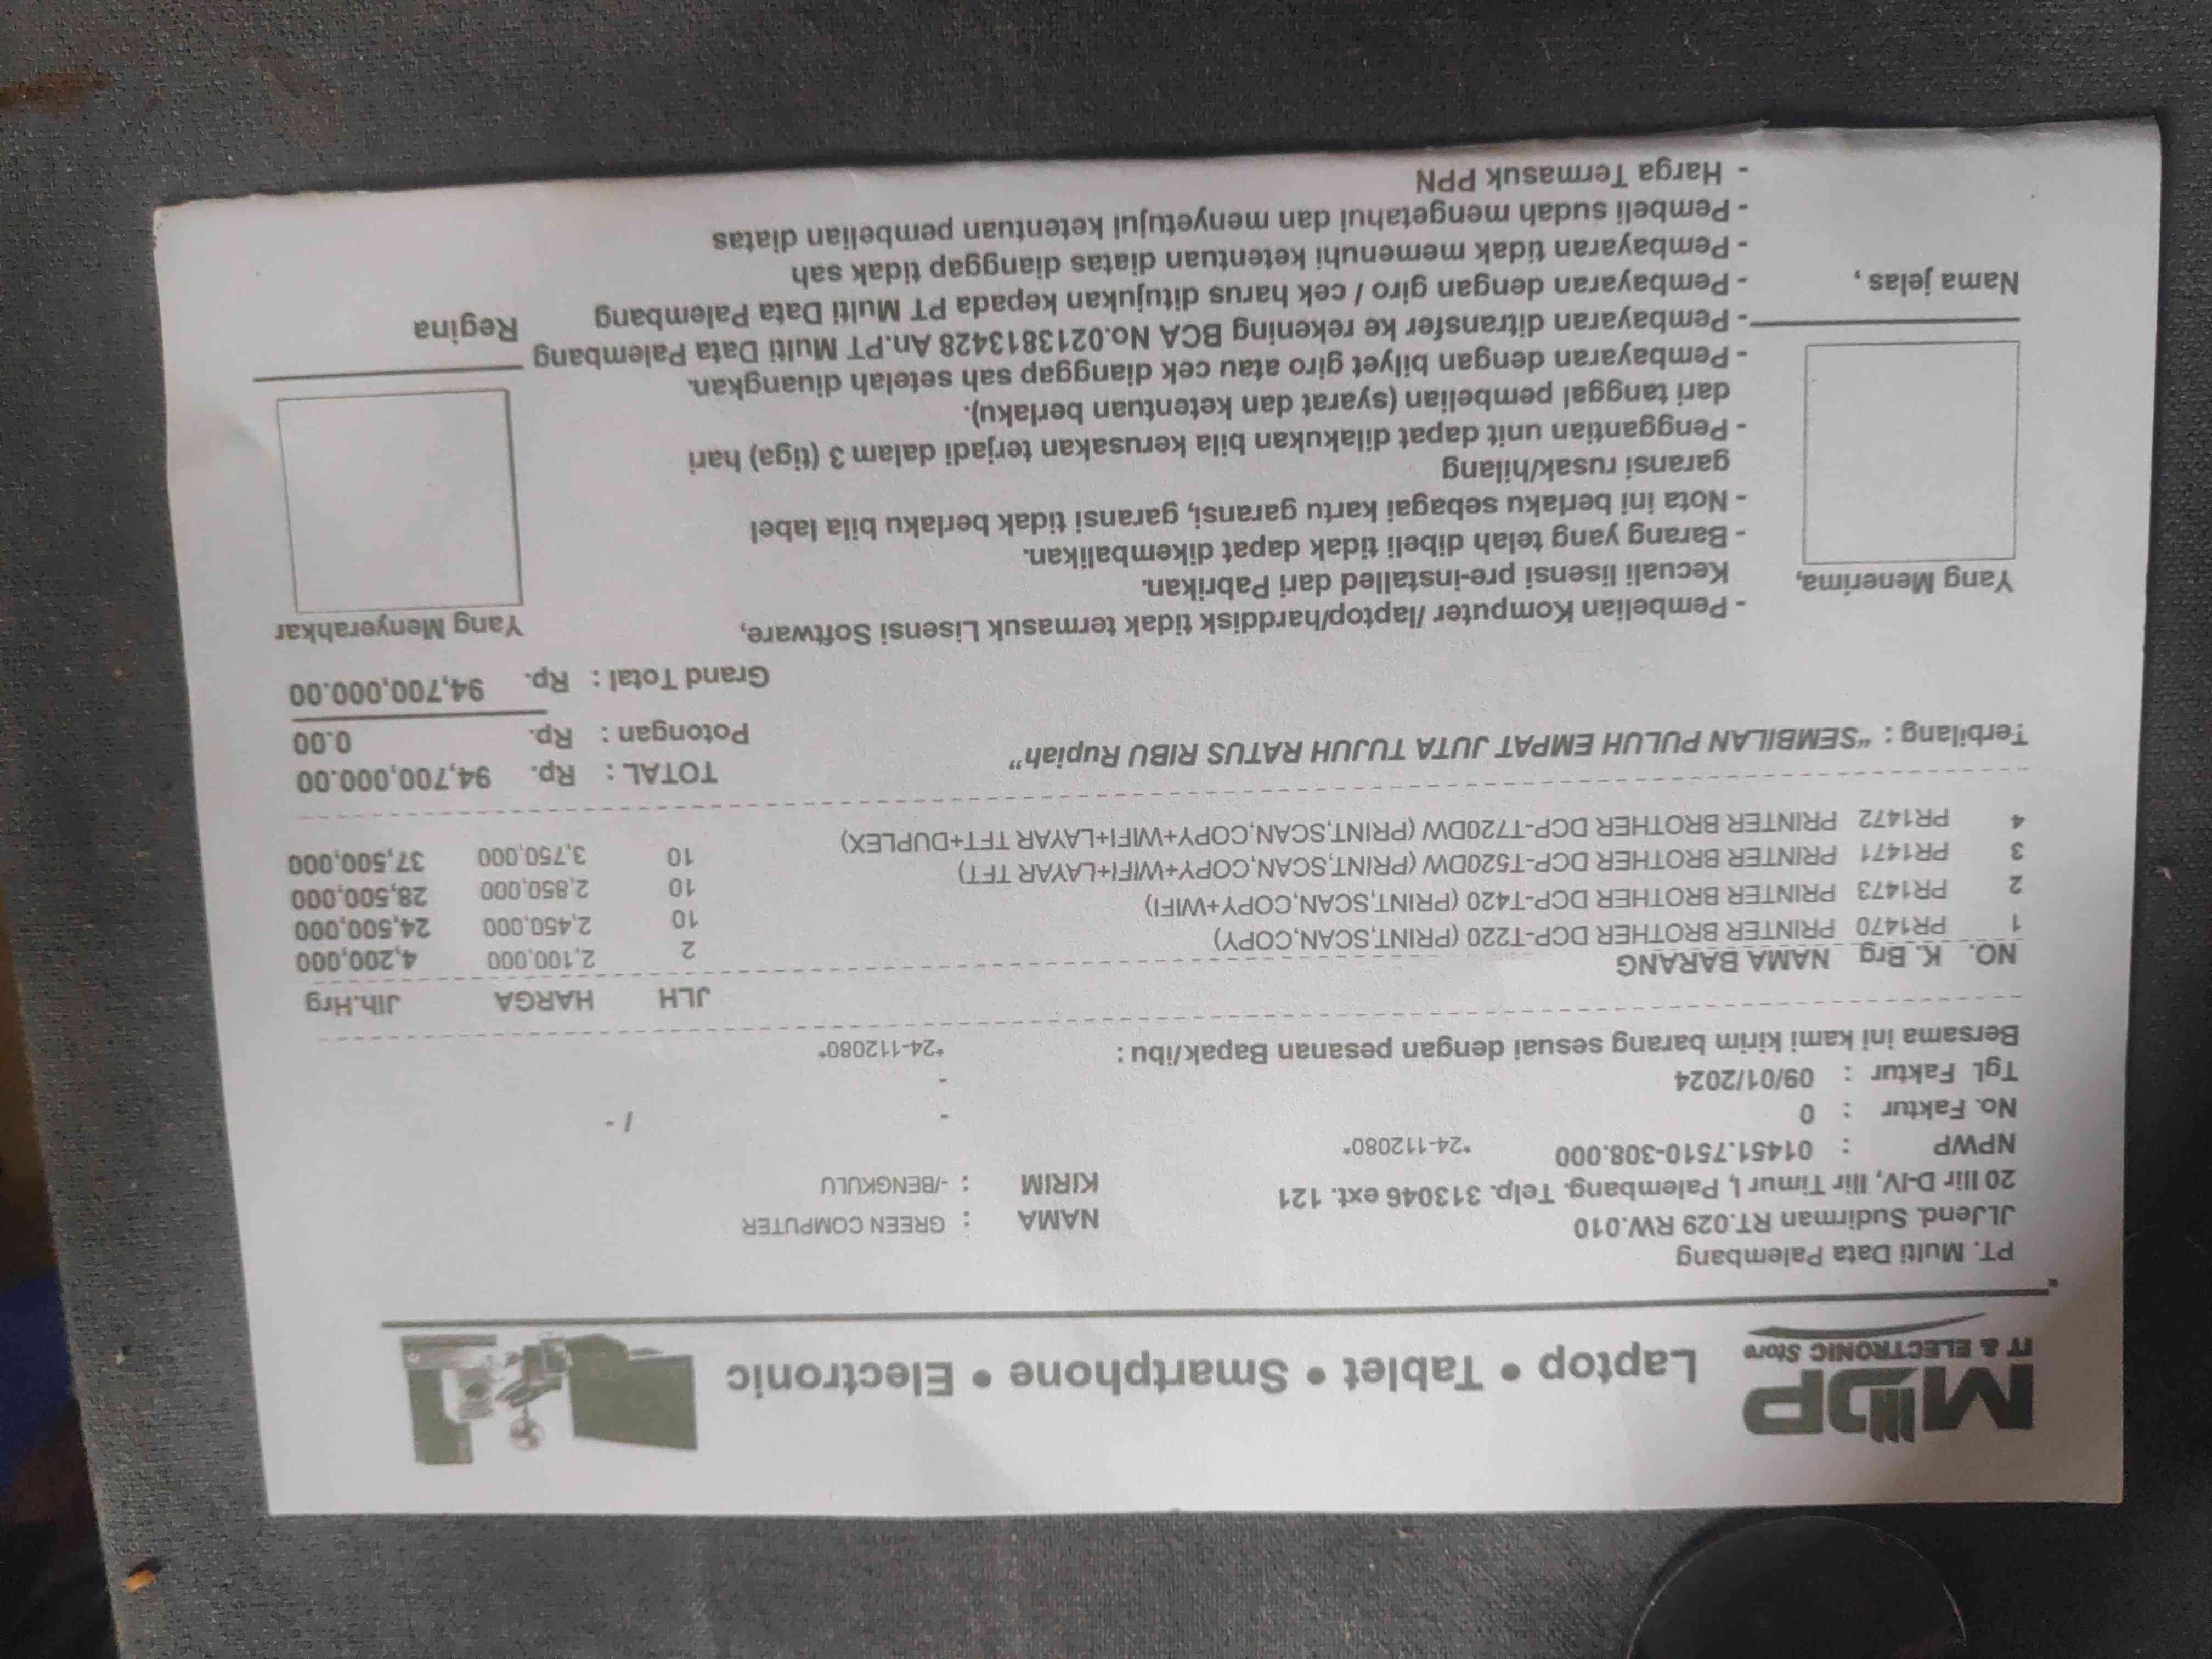 MDP
IT & ELECTRONIC Store
Laptop • Tablet • Smartphone • Electronic
PT. Multi Data Palembang
Jl.Jend. Sudirman RT.029 RW.010
20 Ilir D-IV, Ilir Timur I, Palembang. Telp. 313046 ext. 121
NAMA : GREEN COMPUTER
KIRIM : -/BENGKULU
NPWP : 01451.7510-308.000 *24-112080*
No. Faktur : 0 - / -
Tgl. Faktur : 09/01/2024 -
Bersama ini kami kirim barang sesuai dengan pesanan Bapak/ibu : *24-112080*
NO. K. Brg NAMA BARANG JLH HARGA Jlh.Hrg
1 PR1470 PRINTER BROTHER DCP-T220 (PRINT,SCAN,COPY) 2 2,100,000 4,200,000
2 PR1473 PRINTER BROTHER DCP-T420 (PRINT,SCAN,COPY+WIFI) 10 2,450,000 24,500,000
3 PR1471 PRINTER BROTHER DCP-T520DW (PRINT,SCAN,COPY+WIFI+LAYAR TFT) 10 2,850,000 28,500,000
4 PR1472 PRINTER BROTHER DCP-T720DW (PRINT,SCAN,COPY+WIFI+LAYAR TFT+DUPLEX) 10 3,750,000 37,500,000
TOTAL : Rp. 94,700,000.00
Terbilang : "SEMBILAN PULUH EMPAT JUTA TUJUH RATUS RIBU Rupiah"
Potongan : Rp. 0.00
Grand Total : Rp. 94,700,000.00
Yang Menerima,
Nama jelas ,
- Pembelian Komputer /laptop/harddisk tidak termasuk Lisensi Software,
Kecuali lisensi pre-installed dari Pabrikan.
- Barang yang telah dibeli tidak dapat dikembalikan.
- Nota ini berlaku sebagai kartu garansi, garansi tidak berlaku bila label
garansi rusak/hilang
- Penggantian unit dapat dilakukan bila kerusakan terjadi dalam 3 (tiga) hari
dari tanggal pembelian (syarat dan ketentuan berlaku).
- Pembayaran dengan bilyet giro atau cek dianggap sah setelah diuangkan.
- Pembayaran ditransfer ke rekening BCA No.0213813428 An.PT Multi Data Palembang
- Pembayaran dengan giro / cek harus ditujukan kepada PT Multi Data Palembang
- Pembayaran tidak memenuhi ketentuan diatas dianggap tidak sah
- Pembeli sudah mengetahui dan menyetujui ketentuan pembelian diatas
- Harga Termasuk PPN
Yang Menyerahkar
Regina